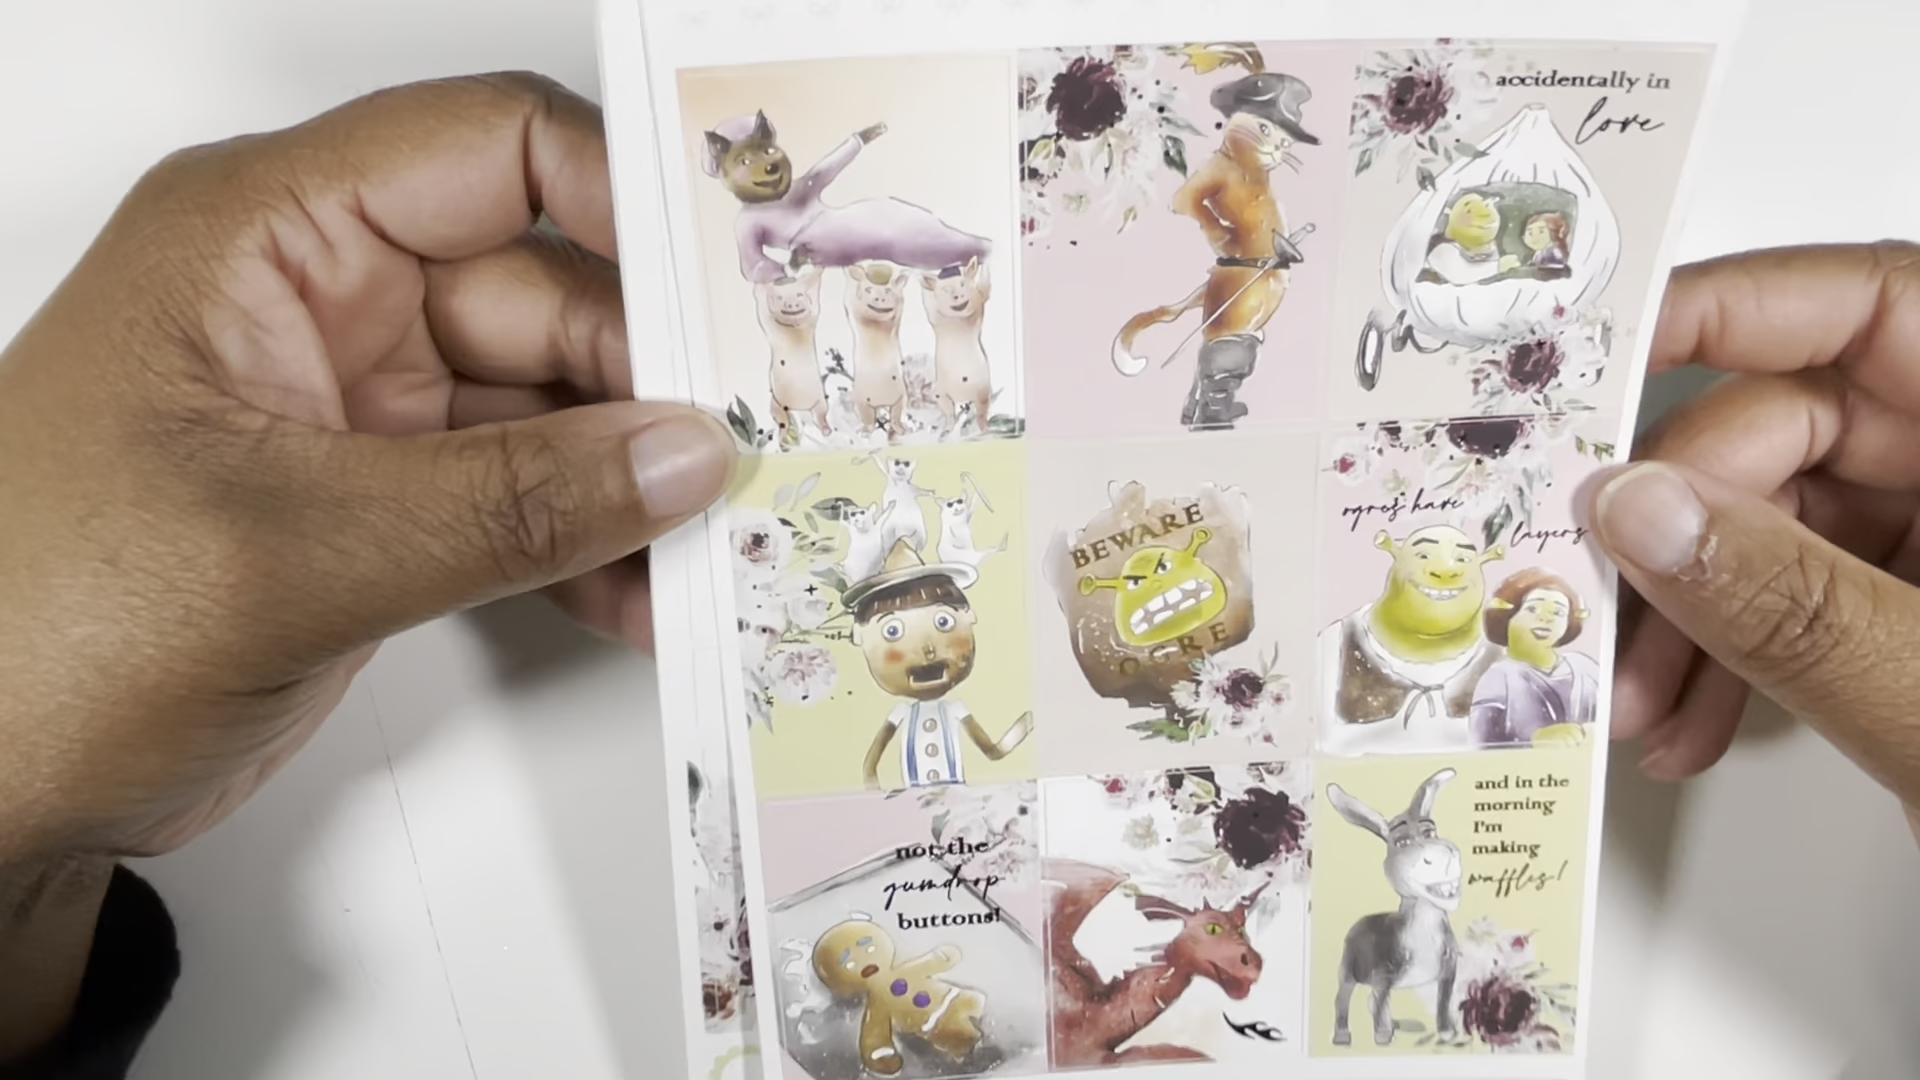 accidentally in
love
BEWARE
OGRE
ogres have
layers
not the
gumdrop
buttons!
and in the
morning
I'm
making
waffles!